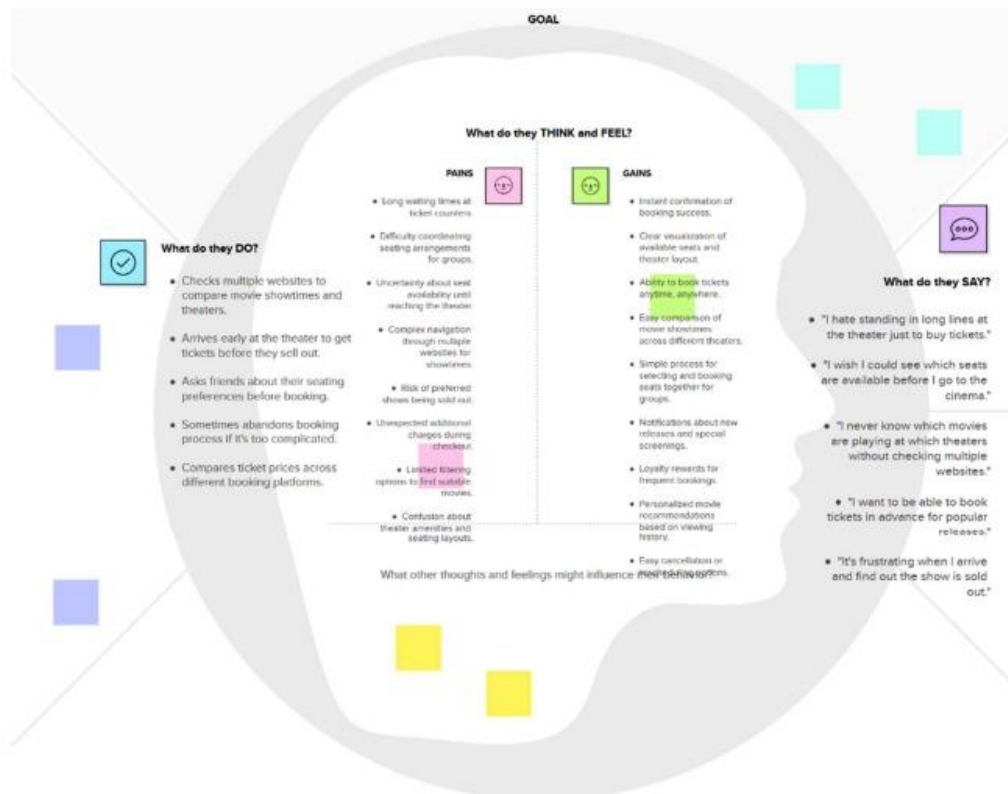 GOAL
What do they THINK and FEEL?
PAINS
• Long waiting times at
ticket counters.
• Difficulty coordinating
seating arrangements
for groups.
• Uncertainty about seat
availability until
reaching the theater.
• Complex navigation
through multiple
websites for
showtimes.
• Risk of preferred
shows being sold out.
• Unexpected additional
charges during
checkout.
• Limited filtering
options to find suitable
movies.
• Confusion about
theater amenities and
seating layouts.
GAINS
• Instant confirmation of
booking success.
• Clear visualization of
available seats and
theater layout.
• Ability to book tickets
anytime, anywhere.
• Easy comparison of
movie showtimes
across different theaters.
• Simple process for
selecting and booking
seats together for
groups.
• Notifications about new
releases and special
screenings.
• Loyalty rewards for
frequent bookings.
• Personalized movie
recommendations
based on viewing
history.
• Easy cancellation or
options.
What other thoughts and feelings might influence their behavior?
What do they DO?
• Checks multiple websites to
compare movie showtimes and
theaters.
• Arrives early at the theater to get
tickets before they sell out.
• Asks friends about their seating
preferences before booking.
• Sometimes abandons booking
process if it's too complicated.
• Compares ticket prices across
different booking platforms.
What do they SAY?
• "I hate standing in long lines at
the theater just to buy tickets."
• "I wish I could see which seats
are available before I go to the
cinema."
• "I never know which movies
are playing at which theaters
without checking multiple
websites."
• "I want to be able to book
tickets in advance for popular
releases."
• "It's frustrating when I arrive
and find out the show is sold
out."